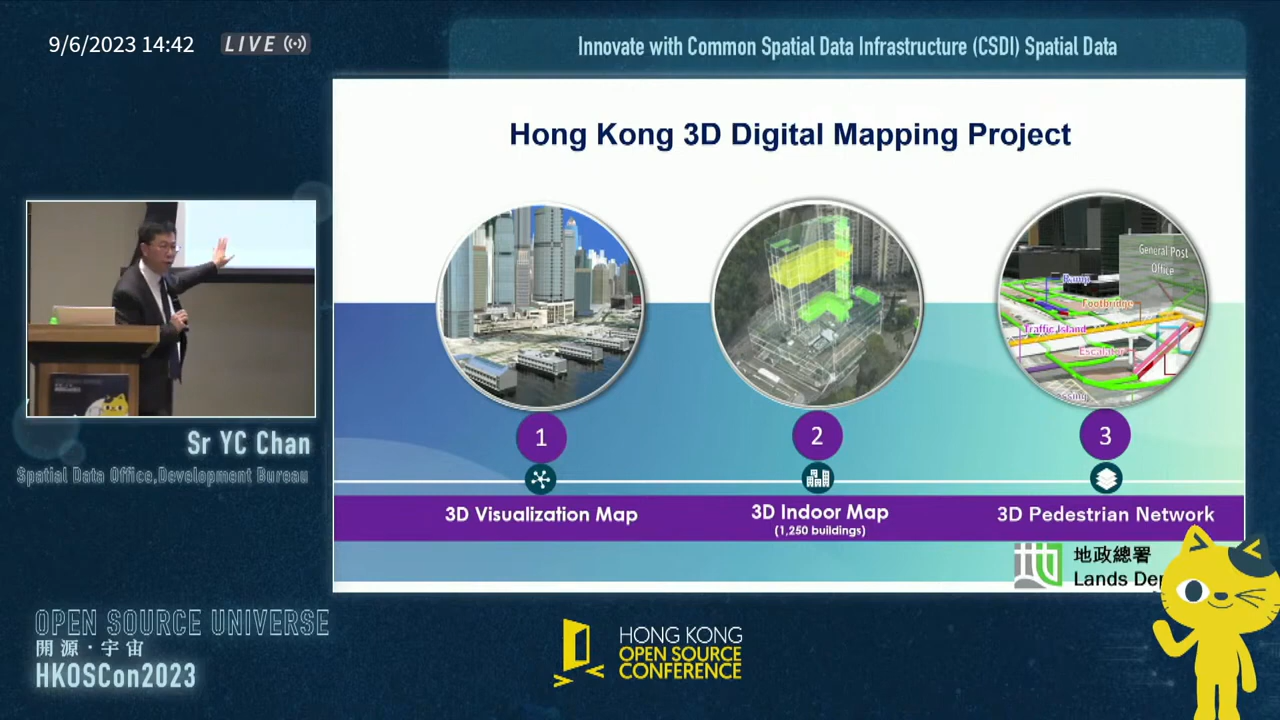 9/6/2023 14:42
LIVE
Innovate with Common Spatial Data Infrastructure (CSDI) Spatial Data
Hong Kong 3D Digital Mapping Project
General Post
Office
Ramp
Footbridge
Traffic Island
Escalator
1
2
3
3D Visualization Map
3D Indoor Map
(1,250 buildings)
3D Pedestrian Network
地政總署
Lands
Sr YC Chan
Spatial Data Office,Development Bureau
OPEN SOURCE UNIVERSE
開源·宇宙
HKOSCon2023
HONG KONG
OPEN SOURCE
CONFERENCE